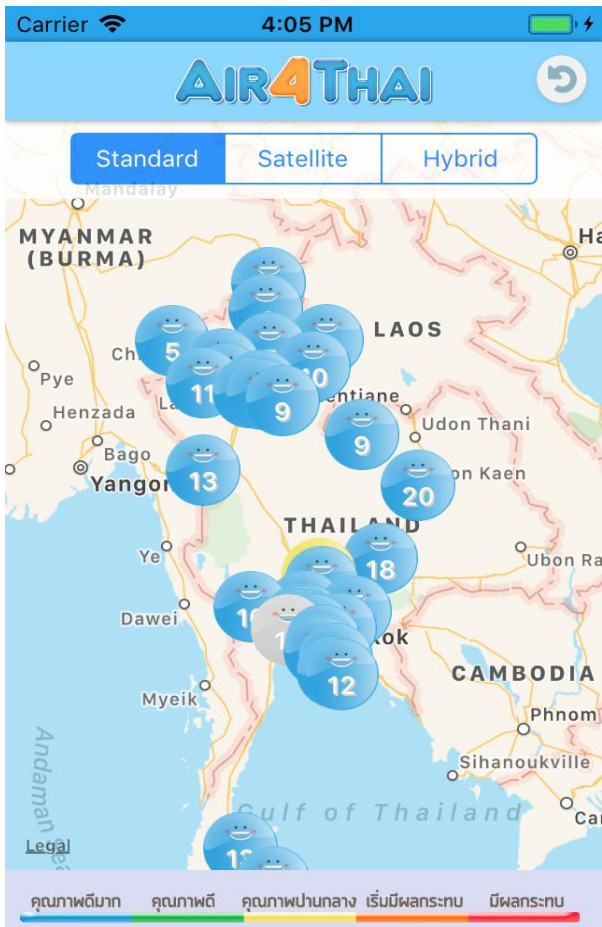 Carrier
4:05 PM
AIR4THAI
Standard
Satellite
Hybrid
Mandalay
MYANMAR
(BURMA)
LAOS
Pye
Henzada
Udon Thani
Bago
5
11
9
9
13
20
THAILAND
18
Ye
Dawei
CAMBODIA
12
Myeik
Phnom
Sihanoukville
Andaman Sea
Gulf of Thailand
Legal
คุณภาพดีมาก
คุณภาพดี
คุณภาพปานกลาง
เริ่มมีผลกระทบ
มีผลกระทบ